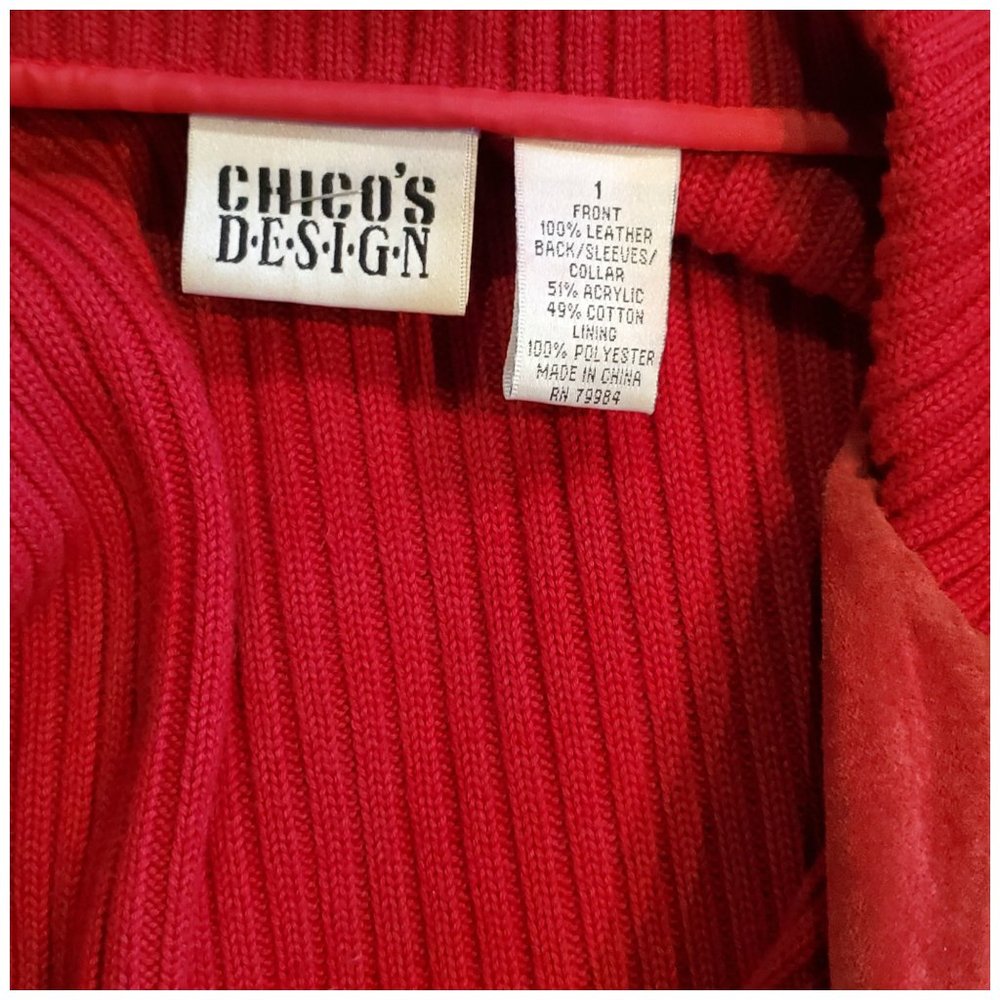 CHICO'S
D·E·S·I·G·N
1
FRONT
100% LEATHER
BACK/SLEEVES/
COLLAR
51% ACRYLIC
49% COTTON
LINING
100% POLYESTER
MADE IN CHINA
RN 79984